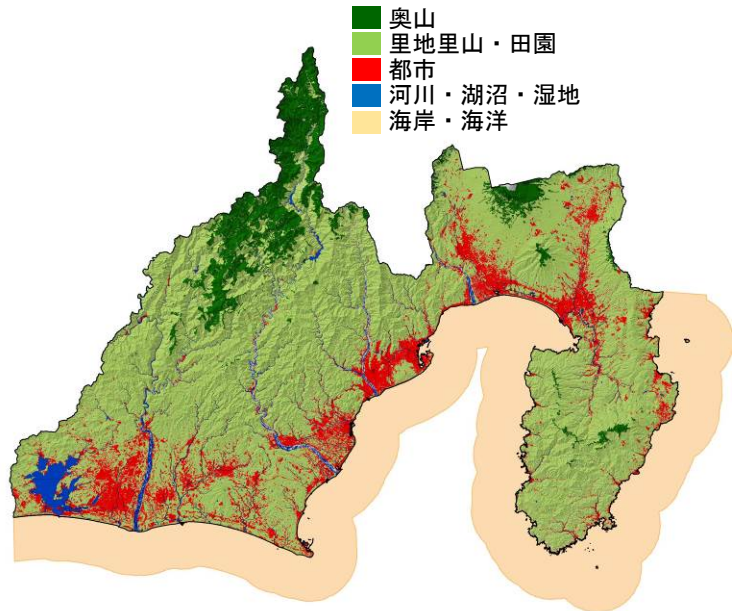 奥山
里地里山・田園
都市
河川・湖沼・湿地
海岸・海洋